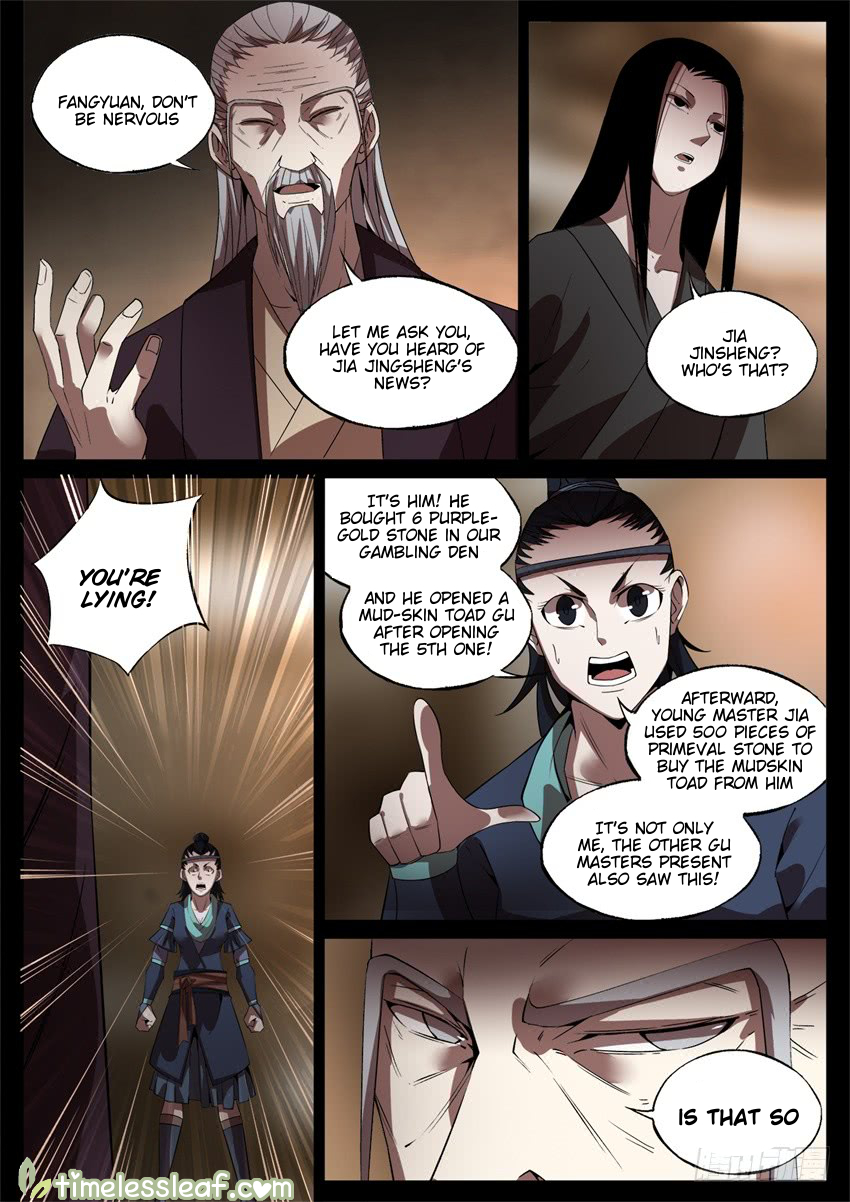 FANGYUAN, DON'T
BE NERVOUS
LET ME ASK YOU,
HAVE YOU HEARD OF
JIA JINGSHENG'S
NEWS?
JIA
JINSHENG?
WHO'S THAT?
YOU'RE
LYING!
IT'S HIM! HE
BOUGHT 6 PURPLE-
GOLD STONE IN OUR
GAMBLING DEN
AND HE OPENED A
MUD-SKIN TOAD GU
AFTER OPENING
THE 5TH ONE!
AFTERWARD,
YOUNG MASTER JIA
USED 500 PIECES OF
PRIMEVAL STONE TO
BUY THE MUDSKIN
TOAD FROM HIM
IT'S NOT ONLY
ME, THE OTHER GU
MASTERS PRESENT
ALSO SAW THIS!
IS THAT SO
timelessleaf.com